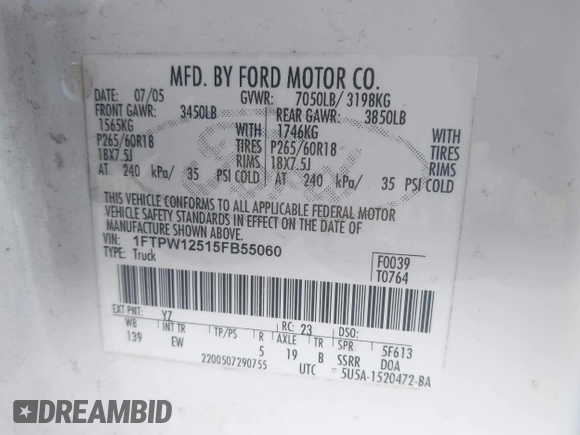 MFD. BY FORD MOTOR CO.
DATE: 07/05 GVWR: 7050LB/ 3198KG
FRONT GAWR: 3450LB REAR GAWR: 3850LB
1565KG WITH 1746KG WITH
P265/60R18 TIRES P265/60R18 TIRES
18X7.5J RIMS 18X7.5J RIMS
AT 240 kPa/ 35 PSI COLD AT 240 kPa/ 35 PSI COLD
THIS VEHICLE CONFORMS TO ALL APPLICABLE FEDERAL MOTOR
VEHICLE SAFETY STANDARDS IN EFFECT ON THE DATE OF
MANUFACTURE SHOWN ABOVE.
VIN: 1FTPW12515FB55060
TYPE: Truck
F0039
T0764
EXT PNT: YZ RC: 23 DSO:
WB INT TR TP/PS R AXLE TR SPR 5F613
139 EW 5 19 B SSRR DOA
2200507290755 UTC 5U5A-1520472-BA
Ford
DREAMBID